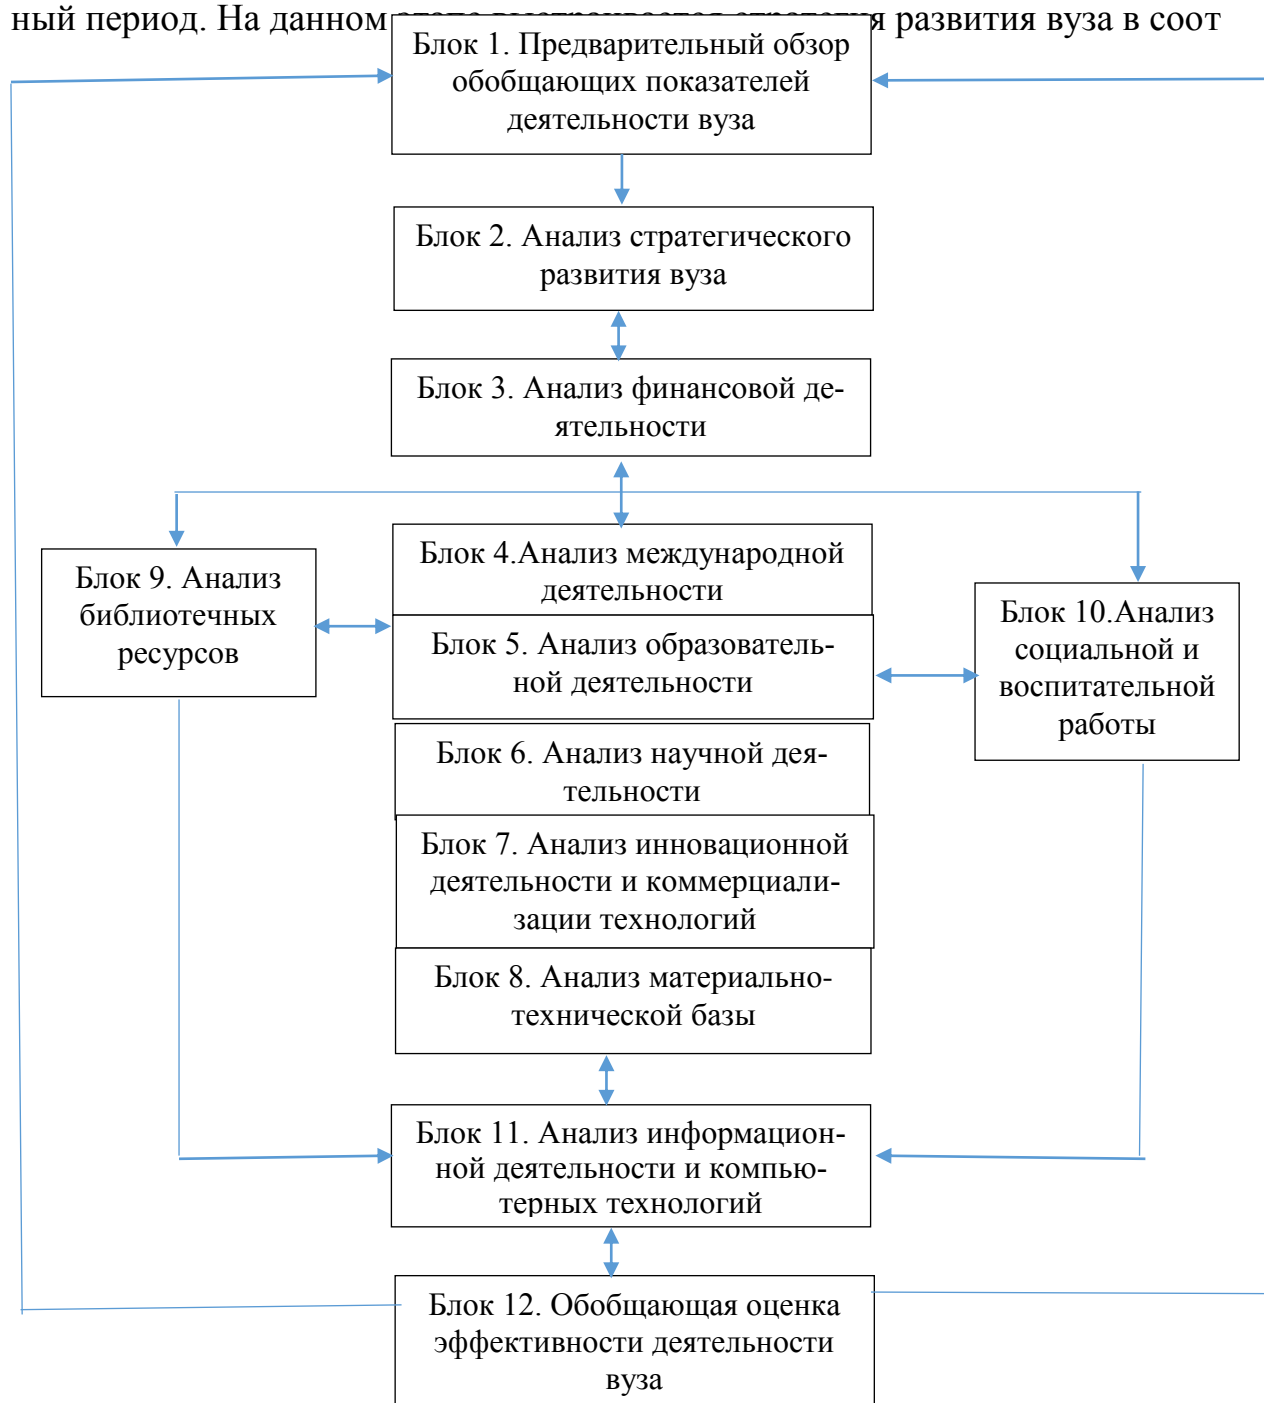 ный период. На данном я развития вуза в соот
Блок 1. Предварительный обзор
обобщающих показателей
деятельности вуза
Блок 2. Анализ стратегического
развития вуза
Блок 3. Анализ финансовой де-
ятельности
Блок 4.Анализ международной
деятельности
Блок 9. Анализ
библиотечных
ресурсов
Блок 5. Анализ образователь-
ной деятельности
Блок 10.Анализ
социальной и
воспитательной
работы
Блок 6. Анализ научной дея-
тельности
Блок 7. Анализ инновационной
деятельности и коммерциали-
зации технологий
Блок 8. Анализ материально-
технической базы
Блок 11. Анализ информацион-
ной деятельности и компью-
терных технологий
Блок 12. Обобщающая оценка
эффективности деятельности
вуза